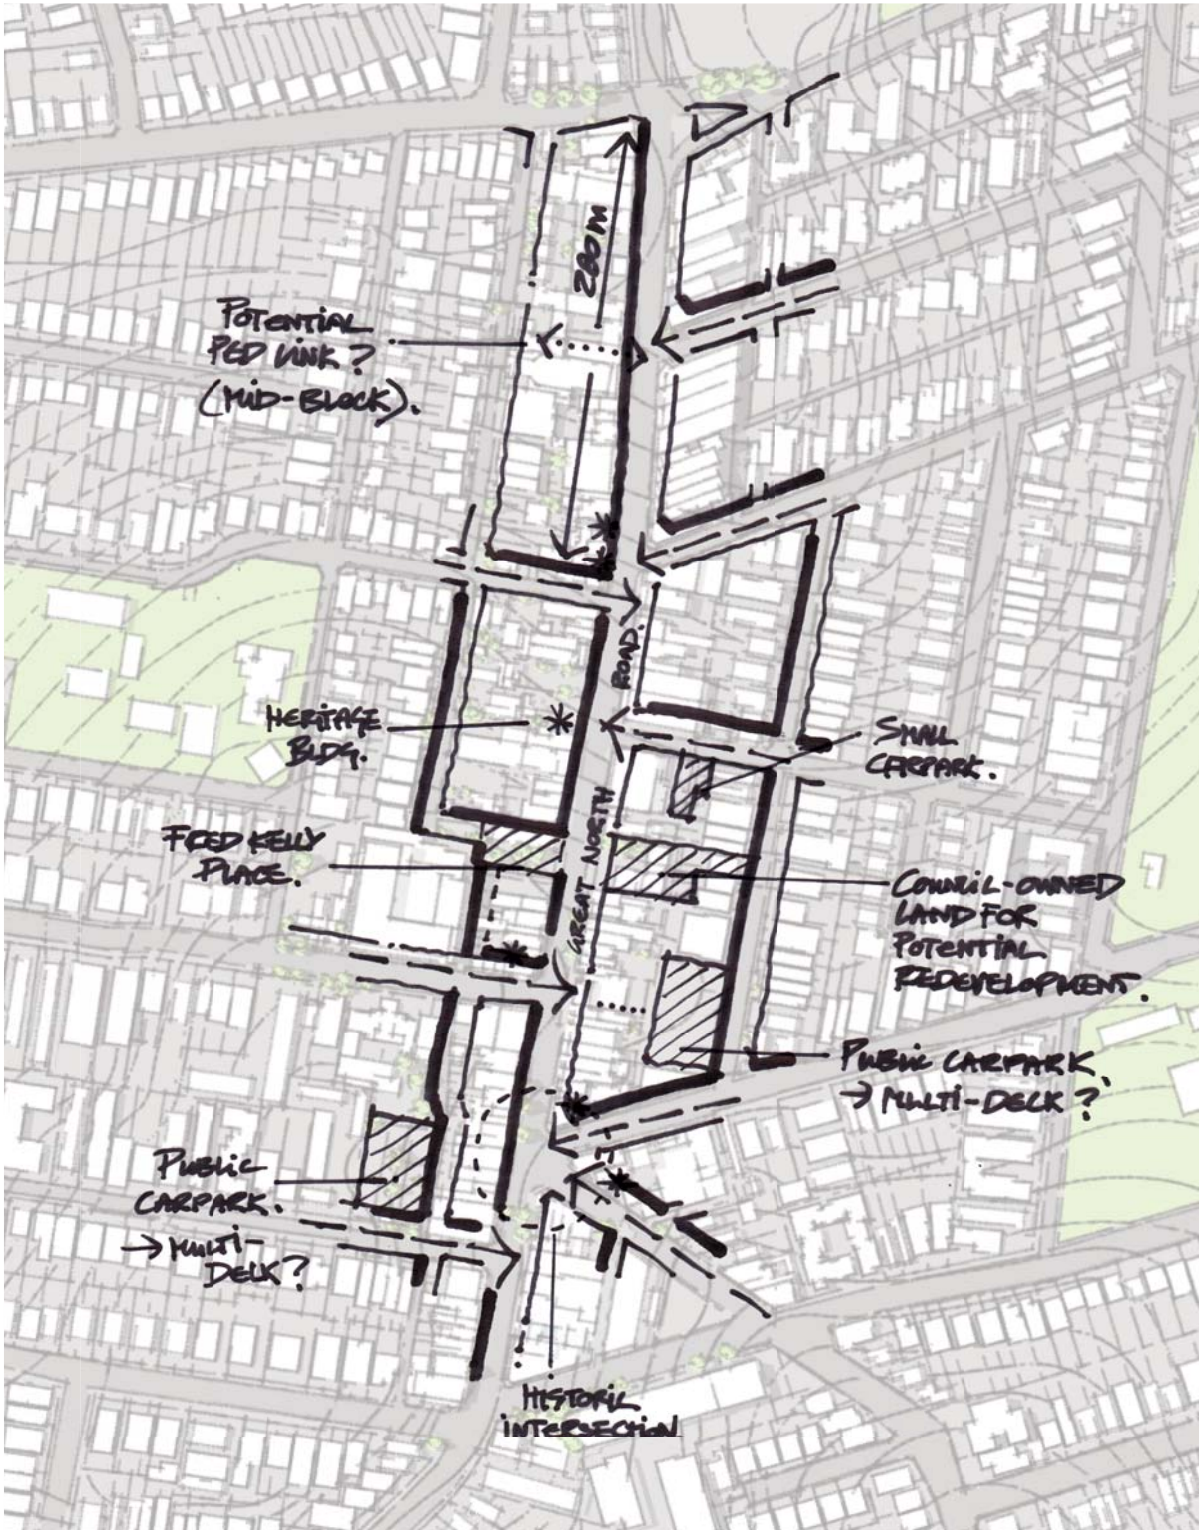 280m
POTENTIAL
PED LINK?
(MID-BLOCK).
ROAD.
HERITAGE
BLDG.
SMALL
CARPARK.
GREAT NORTH
FRED KELLY
PLACE.
COUNCIL-OWNED
LAND FOR
POTENTIAL
REDEVELOPMENT.
PUBLIC CARPARK.
→ MULTI-DECK?
PUBLIC
CARPARK.
→ MULTI-
DECK?
HISTORIC
INTERSECTION